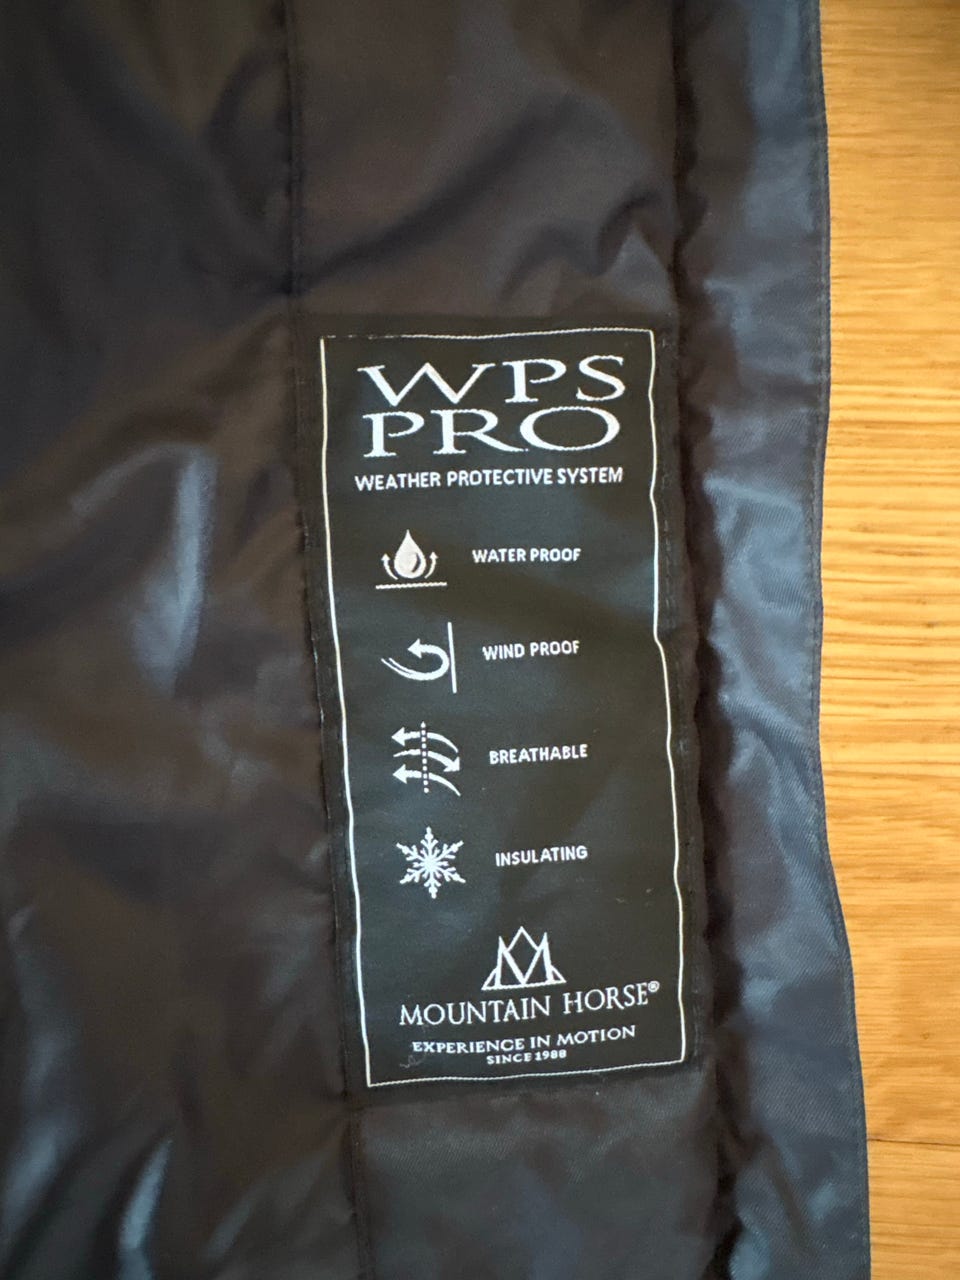 WPS
PRO
WEATHER PROTECTIVE SYSTEM
WATER PROOF
WIND PROOF
BREATHABLE
INSULATING
MOUNTAIN HORSE®
EXPERIENCE IN MOTION
SINCE 1988